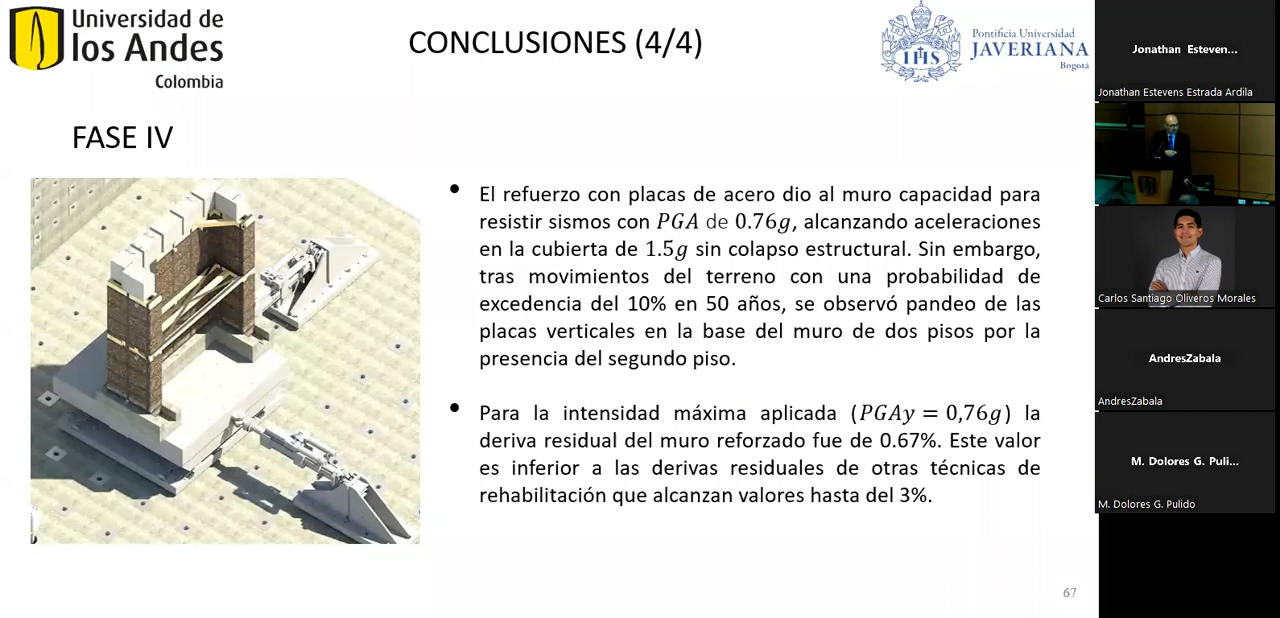 Universidad de
los Andes
Colombia
CONCLUSIONES (4/4)
Pontificia Universidad
JAVERIANA
Bogotá
IHS
FASE IV
• El refuerzo con placas de acero dio al muro capacidad para
resistir sismos con PGA de 0.76g, alcanzando aceleraciones
en la cubierta de 1.5g sin colapso estructural. Sin embargo,
tras movimientos del terreno con una probabilidad de
excedencia del 10% en 50 años, se observó pandeo de las
placas verticales en la base del muro de dos pisos por la
presencia del segundo piso.
• Para la intensidad máxima aplicada (PGAy = 0,76g) la
deriva residual del muro reforzado fue de 0.67%. Este valor
es inferior a las derivas residuales de otras técnicas de
rehabilitación que alcanzan valores hasta del 3%.
67
Jonathan Esteven...
Jonathan Estevens Estrada Ardila
Carlos Santiago Oliveros Morales
AndresZabala
AndresZabala
M. Dolores G. Puli...
M. Dolores G. Pulido